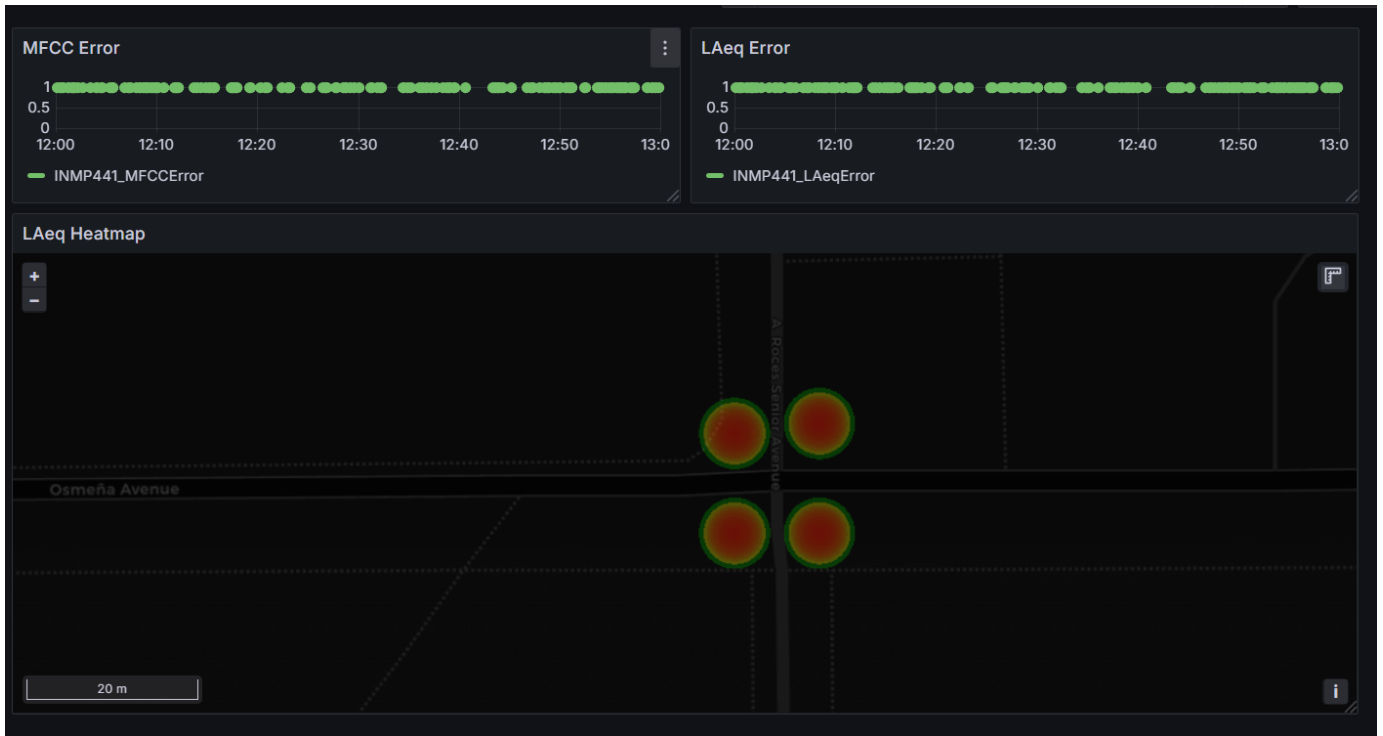 MFCC Error
1
0.5
0
12:00 12:10 12:20 12:30 12:40 12:50 13:0
INMP441_MFCCError
LAeq Error
1
0.5
0
12:00 12:10 12:20 12:30 12:40 12:50 13:0
INMP441_LAeqError
LAeq Heatmap
+
−
A Roces Senior Avenue
Osmeña Avenue
20 m
i